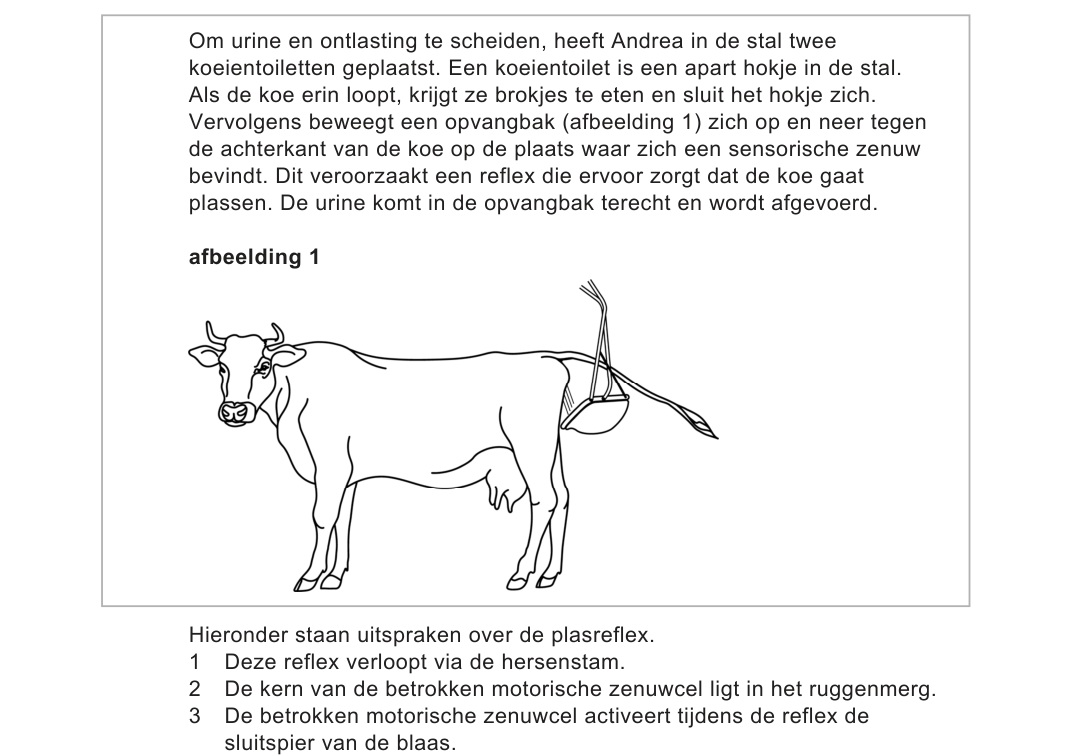 Om urine en ontlasting te scheiden, heeft Andrea in de stal twee
koeientoiletten geplaatst. Een koeientoilet is een apart hokje in de stal.
Als de koe erin loopt, krijgt ze brokjes te eten en sluit het hokje zich.
Vervolgens beweegt een opvangbak (afbeelding 1) zich op en neer tegen
de achterkant van de koe op de plaats waar zich een sensorische zenuw
bevindt. Dit veroorzaakt een reflex die ervoor zorgt dat de koe gaat
plassen. De urine komt in de opvangbak terecht en wordt afgevoerd.
afbeelding 1
Hieronder staan uitspraken over de plasreflex.
1 Deze reflex verloopt via de hersenstam.
2 De kern van de betrokken motorische zenuwcel ligt in het ruggenmerg.
3 De betrokken motorische zenuwcel activeert tijdens de reflex de
sluitspier van de blaas.